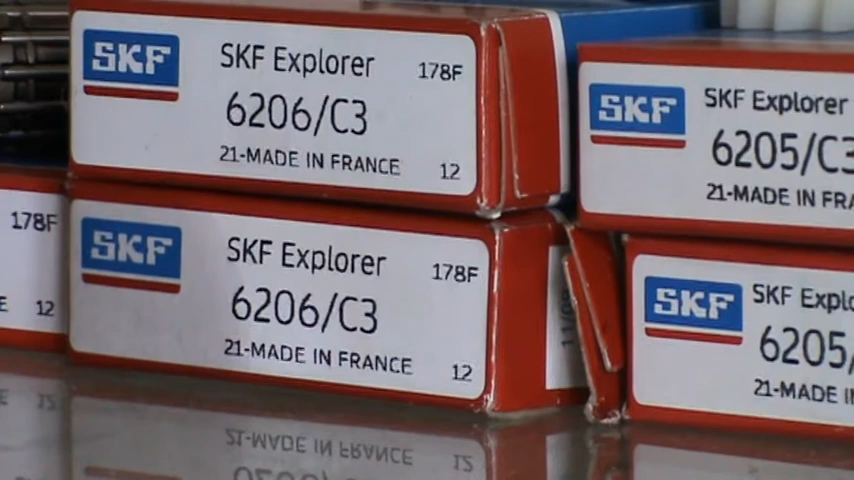 SKF
SKF Explorer
178F
6206/C3
21-MADE IN FRANCE
12
SKF
SKF Explorer
6205/C3
21-MADE IN FRA
178F
E
12
SKF
SKF Explorer
178F
6206/C3
21-MADE IN FRANCE
12
SKF
SKF Explo
6205/
21-MADE I